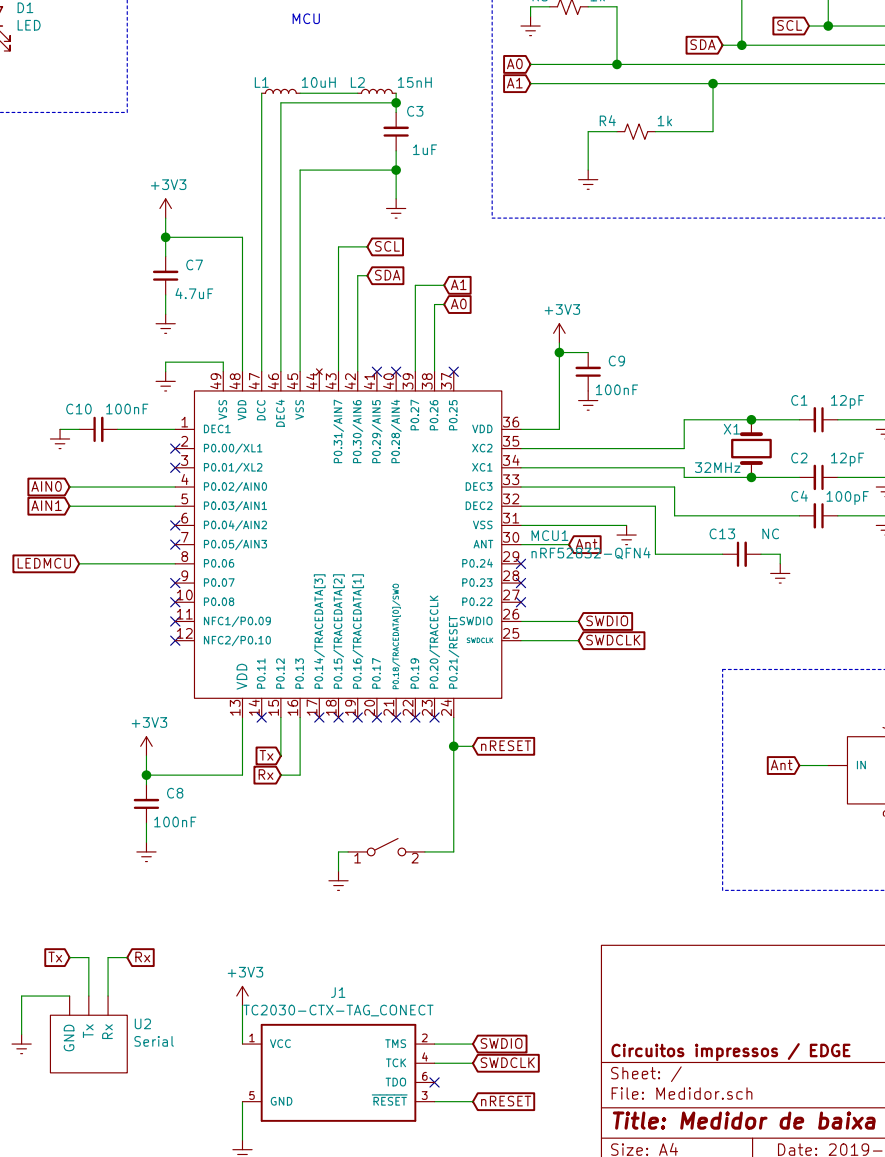 D1
LED
MCU
1k
SCL
SDA
A0
A1
R4 1k
L1 10uH L2 15nH
C3
1uF
+3V3
C7
4.7uF
SCL
SDA
A1
A0
+3V3
C9
100nF
49 48 47 46 45 44 43 42 41 40 39 38 37
VSS VDD DCC DEC4 VSS P0.31/AIN7 P0.30/AIN6 P0.29/AIN5 P0.28/AIN4 P0.27 P0.26 P0.25
C10 100nF
1 DEC1
2 P0.00/XL1
3 P0.01/XL2
AIN0 4 P0.02/AIN0
AIN1 5 P0.03/AIN1
6 P0.04/AIN2
7 P0.05/AIN3
LEDMCU 8 P0.06
9 P0.07
10 P0.08
11 NFC1/P0.09
12 NFC2/P0.10
VDD 36
XC2 35
XC1 34
DEC3 33
DEC2 32
VSS 31
ANT 30
P0.24 29
P0.23 28
P0.22 27
SWDIO 26 SWDIO
SWDCLK 25 SWDCLK
C1 12pF
X1
32MHz
C2 12pF
C4 100pF
C13 NC
MCU1
Ant
nRF52832-QFN4
VDD P0.11 P0.12 P0.13 P0.14/TRACEDATA[3] P0.15/TRACEDATA[2] P0.16/TRACEDATA[1] P0.17 P0.18/TRACEDATA[0]/SWO P0.19 P0.20/TRACECLK P0.21/RESET
13 14 15 16 17 18 19 20 21 22 23 24
+3V3
C8
100nF
Tx
Rx
nRESET
1 2
Ant IN
Tx Rx
GND Tx Rx
U2
Serial
+3V3
J1
TC2030-CTX-TAG_CONECT
1 VCC TMS 2 SWDIO
TCK 4 SWDCLK
TDO 6
5 GND RESET 3 nRESET
Circuitos impressos / EDGE
Sheet: /
File: Medidor.sch
Title: Medidor de baixa
Size: A4 Date: 2019-